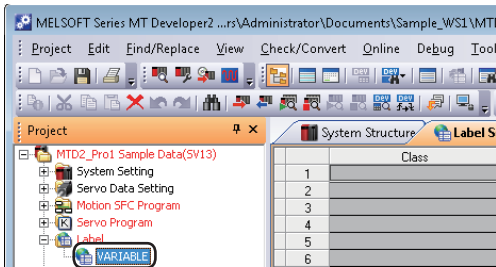 MELSOFT Series MT Developer2 ...rs\Administrator\Documents\Sample_WS1\MTD
Project Edit Find/Replace View Check/Convert Online Debug Tool
Project
System Structure Label S
MTD2_Pro1 Sample Data(SV13)
Class
System Setting
1
Servo Data Setting
2
Motion SFC Program
3
Servo Program
4
Label
5
VARIABLE
6